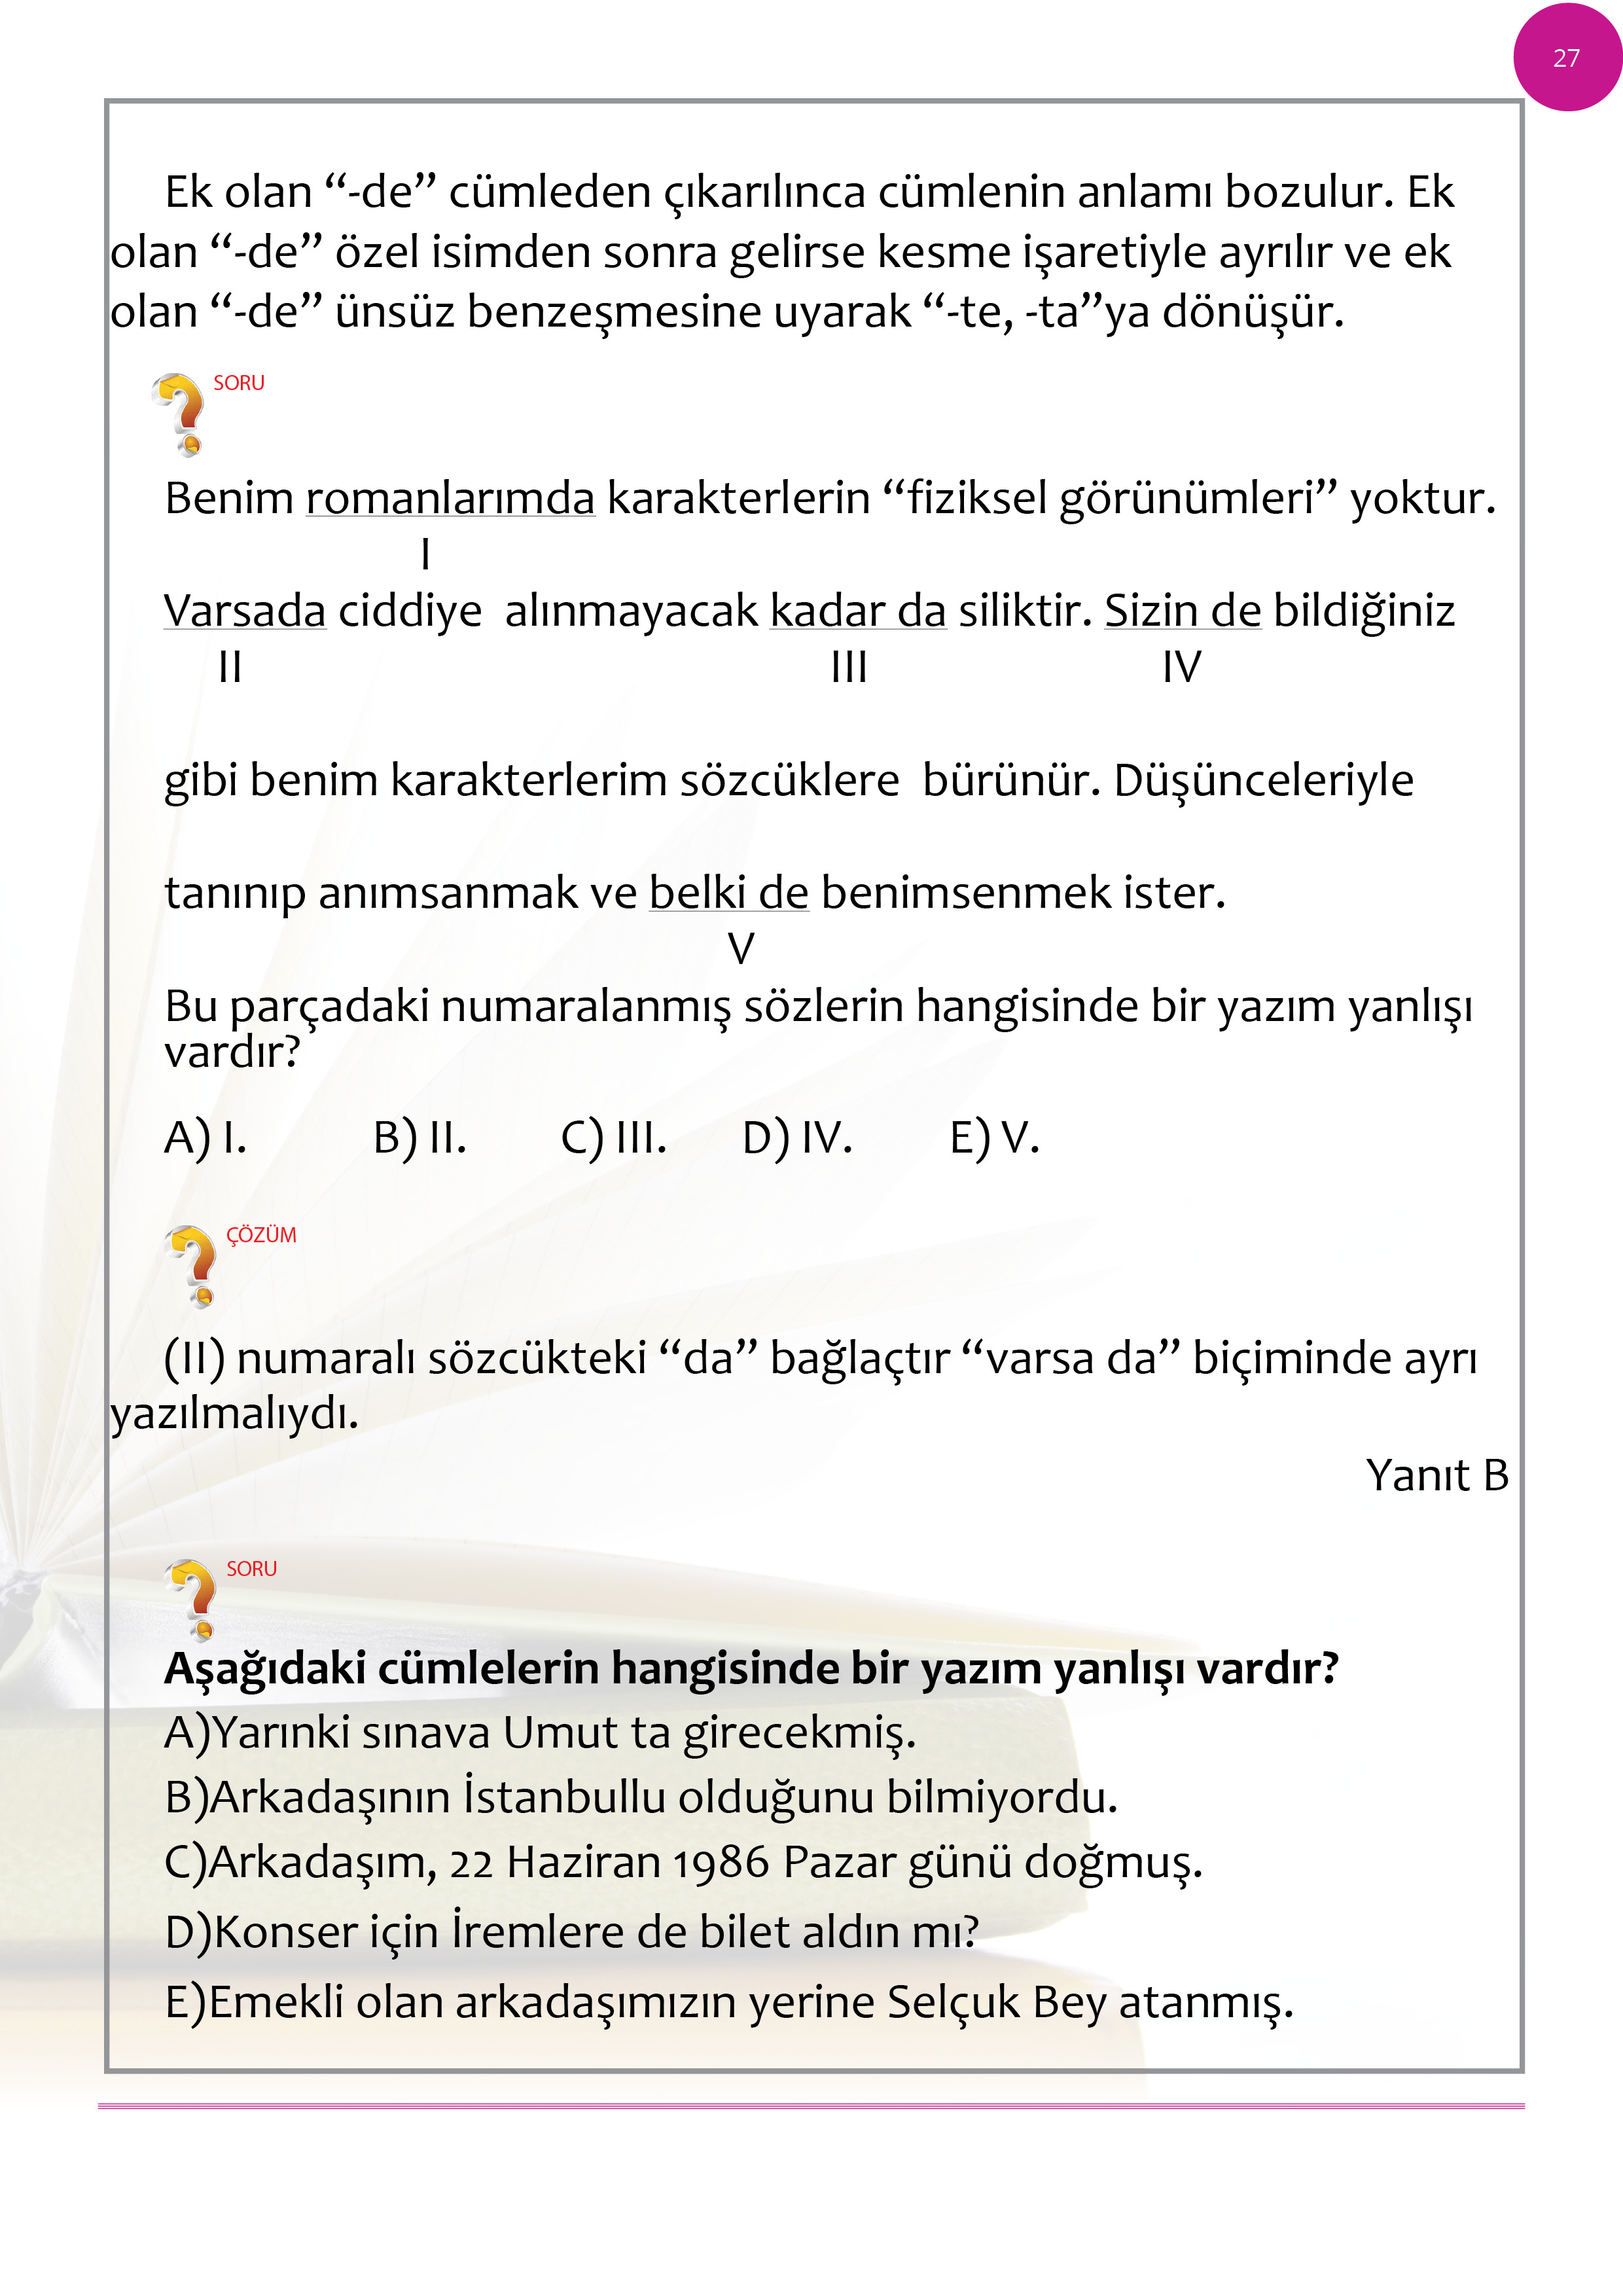 27
Ek olan “-de” cümleden çıkarılınca cümlenin anlamı bozulur. Ek
olan “-de” özel isimden sonra gelirse kesme işaretiyle ayrılır ve ek
olan “-de” ünsüz benzeşmesine uyarak “-te, -ta”ya dönüşür.
SORU
Benim romanlarımda karakterlerin “fiziksel görünümleri” yoktur.
I
Varsada ciddiye alınmayacak kadar da siliktir. Sizin de bildiğiniz
II III IV
gibi benim karakterlerim sözcüklere bürünür. Düşünceleriyle
tanınıp anımsanmak ve belki de benimsenmek ister.
V
Bu parçadaki numaralanmış sözlerin hangisinde bir yazım yanlışı
vardır?
A) I. B) II. C) III. D) IV. E) V.
ÇÖZÜM
(II) numaralı sözcükteki “da” bağlaçtır “varsa da” biçiminde ayrı
yazılmalıydı.
Yanıt B
SORU
Aşağıdaki cümlelerin hangisinde bir yazım yanlışı vardır?
A)Yarınki sınava Umut ta girecekmiş.
B)Arkadaşının İstanbullu olduğunu bilmiyordu.
C)Arkadaşım, 22 Haziran 1986 Pazar günü doğmuş.
D)Konser için İremlere de bilet aldın mı?
E)Emekli olan arkadaşımızın yerine Selçuk Bey atanmış.